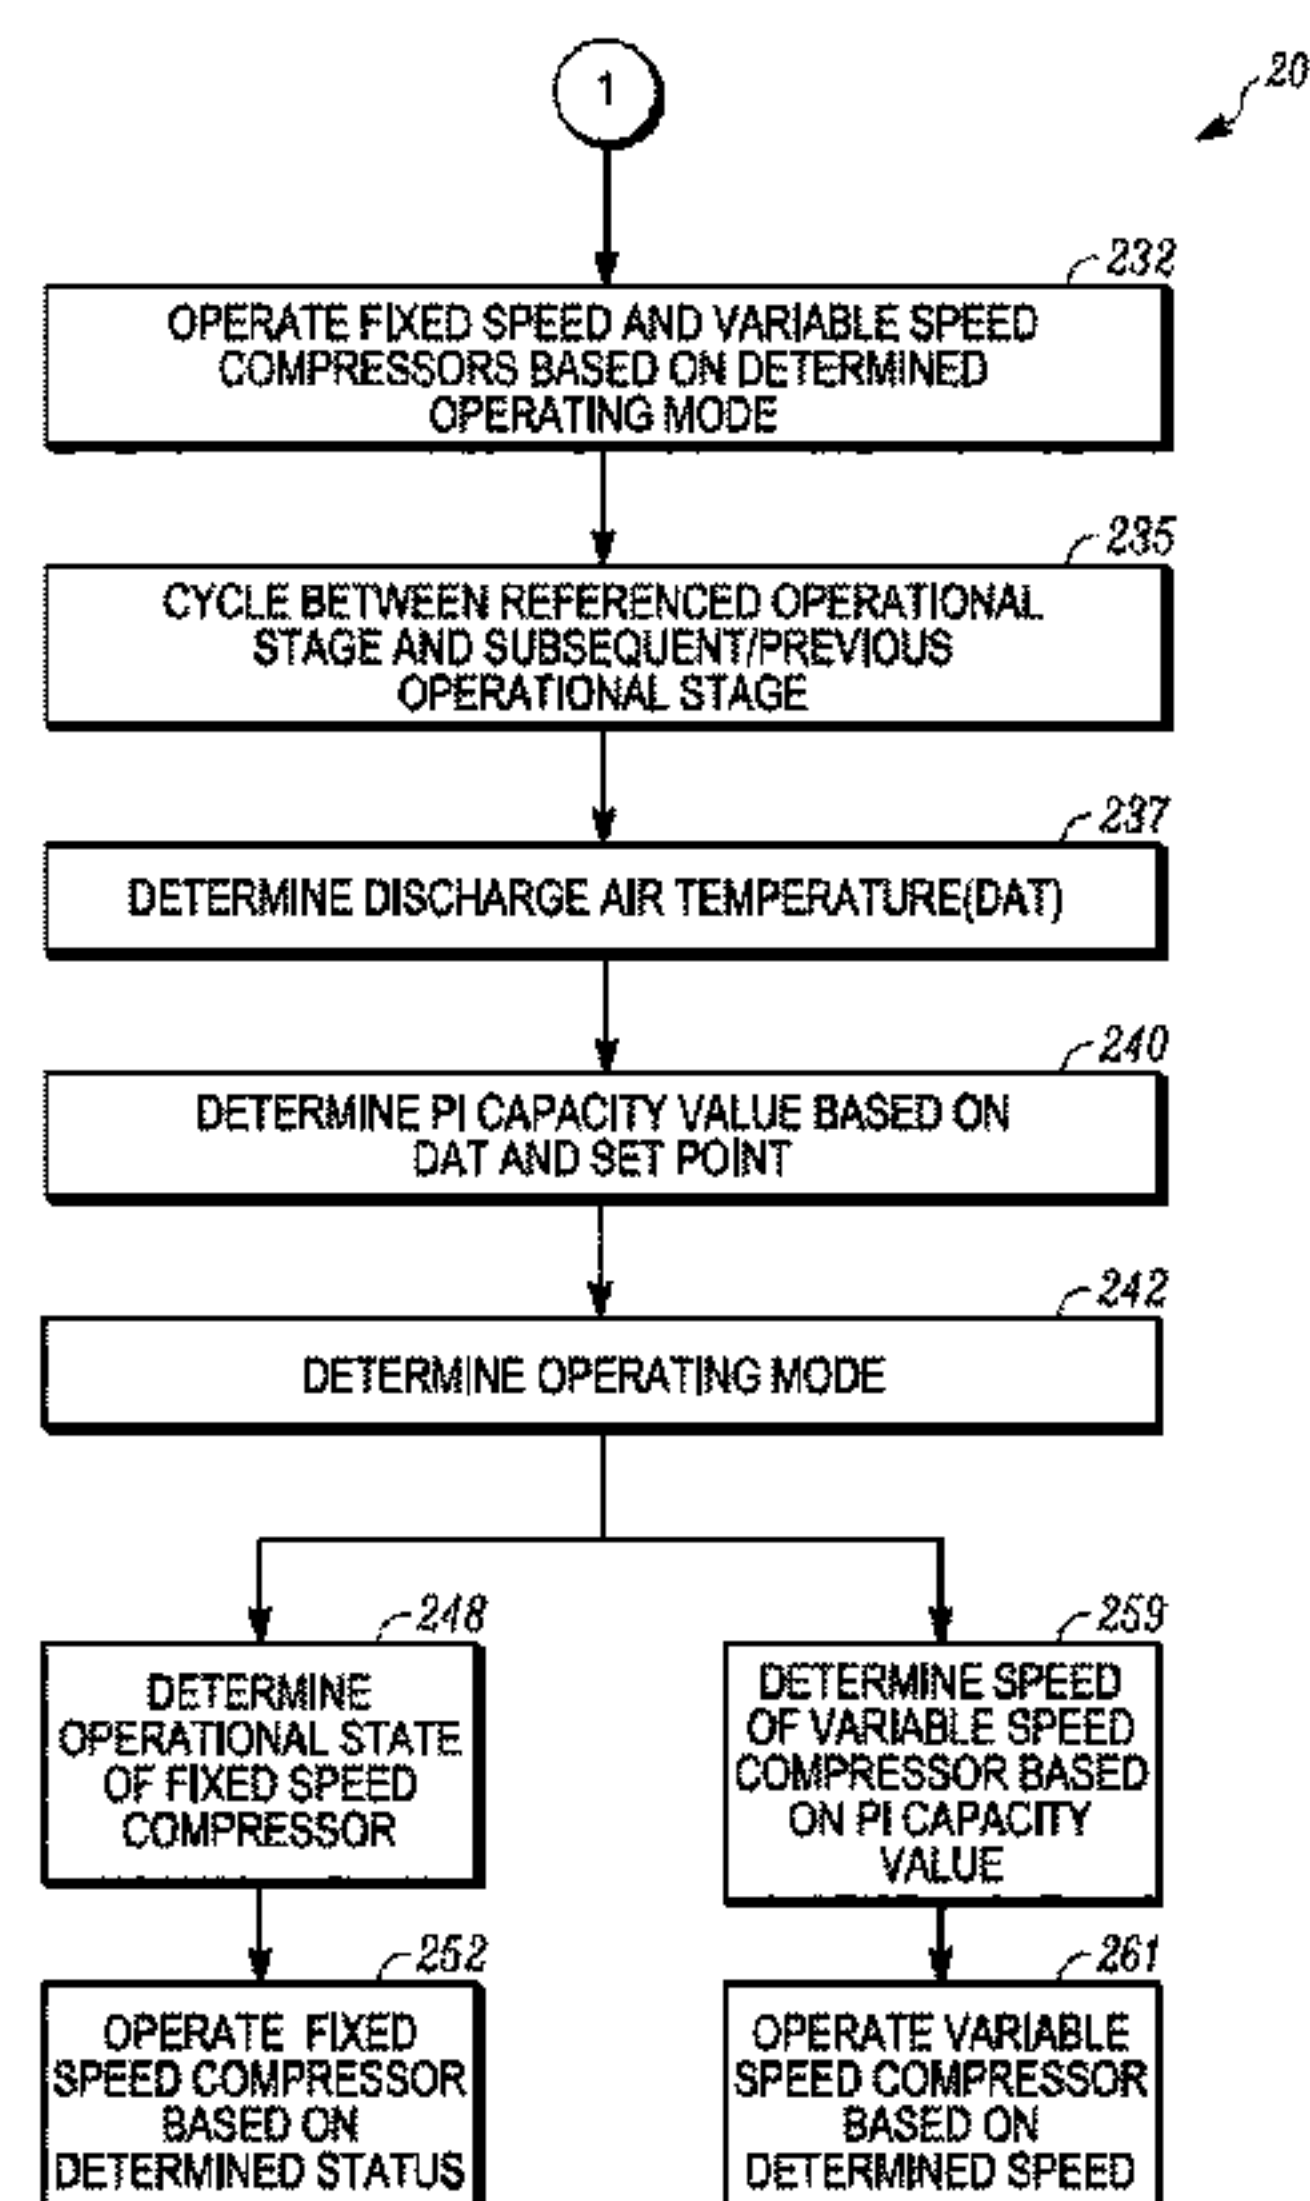 1
20
232
OPERATE FIXED SPEED AND VARIABLE SPEED
COMPRESSORS BASED ON DETERMINED
OPERATING MODE
235
CYCLE BETWEEN REFERENCED OPERATIONAL
STAGE AND SUBSEQUENT/PREVIOUS
OPERATIONAL STAGE
237
DETERMINE DISCHARGE AIR TEMPERATURE(DAT)
240
DETERMINE PI CAPACITY VALUE BASED ON
DAT AND SET POINT
242
DETERMINE OPERATING MODE
248
DETERMINE
OPERATIONAL STATE
OF FIXED SPEED
COMPRESSOR
259
DETERMINE SPEED
OF VARIABLE SPEED
COMPRESSOR BASED
ON PI CAPACITY
VALUE
252
OPERATE FIXED
SPEED COMPRESSOR
BASED ON
DETERMINED STATUS
261
OPERATE VARIABLE
SPEED COMPRESSOR
BASED ON
DETERMINED SPEED